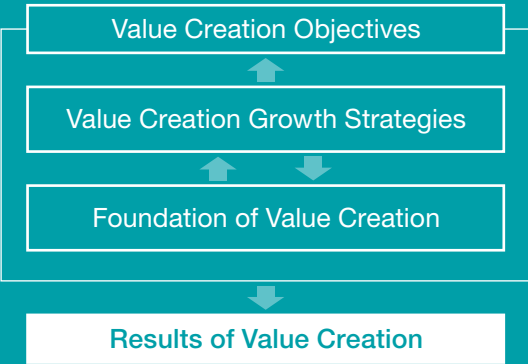 Value Creation Objectives
Value Creation Growth Strategies
Foundation of Value Creation
Results of Value Creation